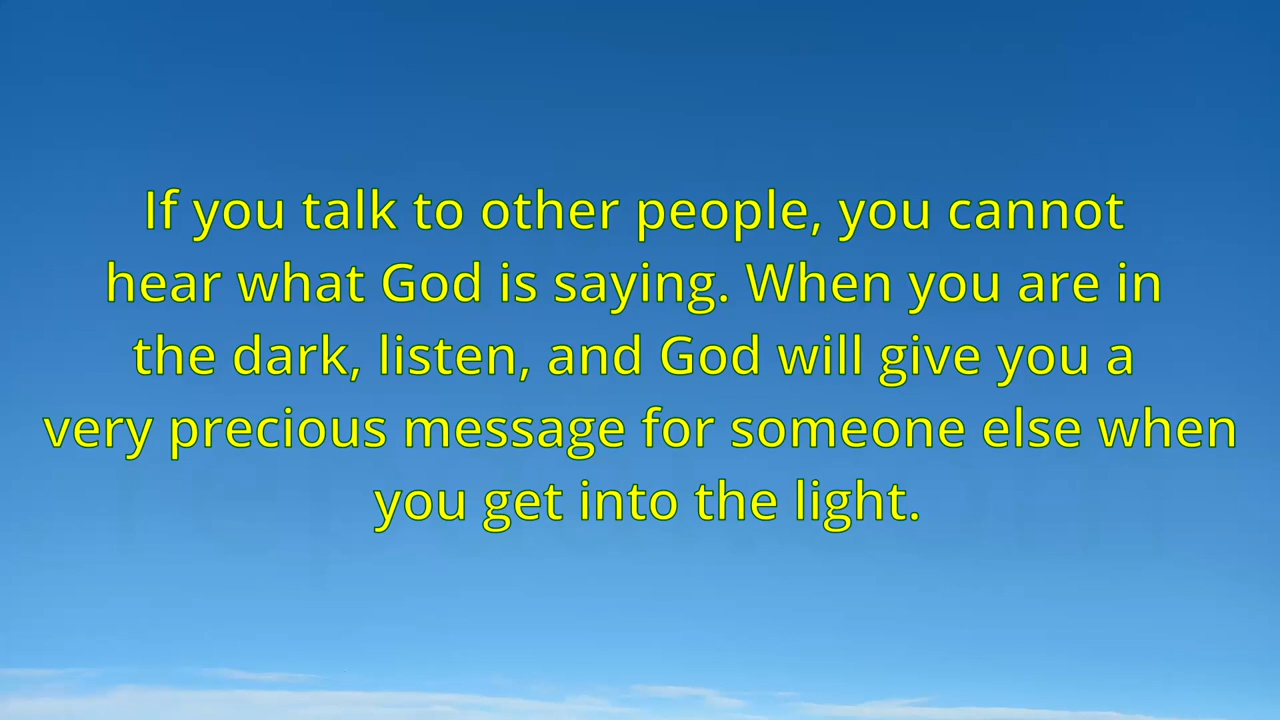 If you talk to other people, you cannot
hear what God is saying. When you are in
the dark, listen, and God will give you a
very precious message for someone else when
you get into the light.